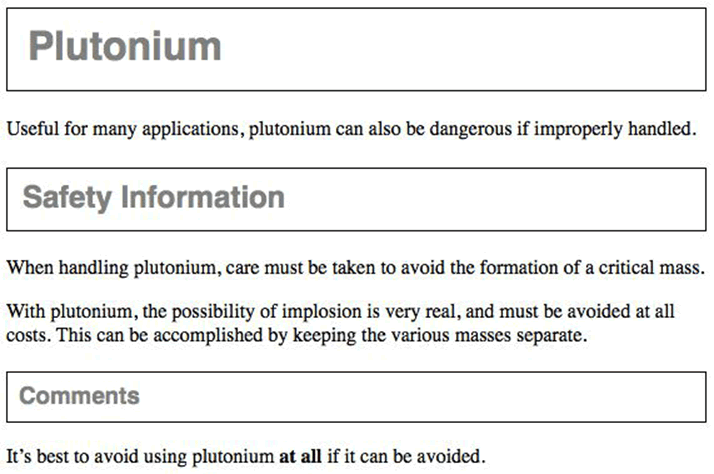 Plutonium
Useful for many applications, plutonium can also be dangerous if improperly handled.
Safety Information
When handling plutonium, care must be taken to avoid the formation of a critical mass.
With plutonium, the possibility of implosion is very real, and must be avoided at all
costs. This can be accomplished by keeping the various masses separate.
Comments
It’s best to avoid using plutonium at all if it can be avoided.